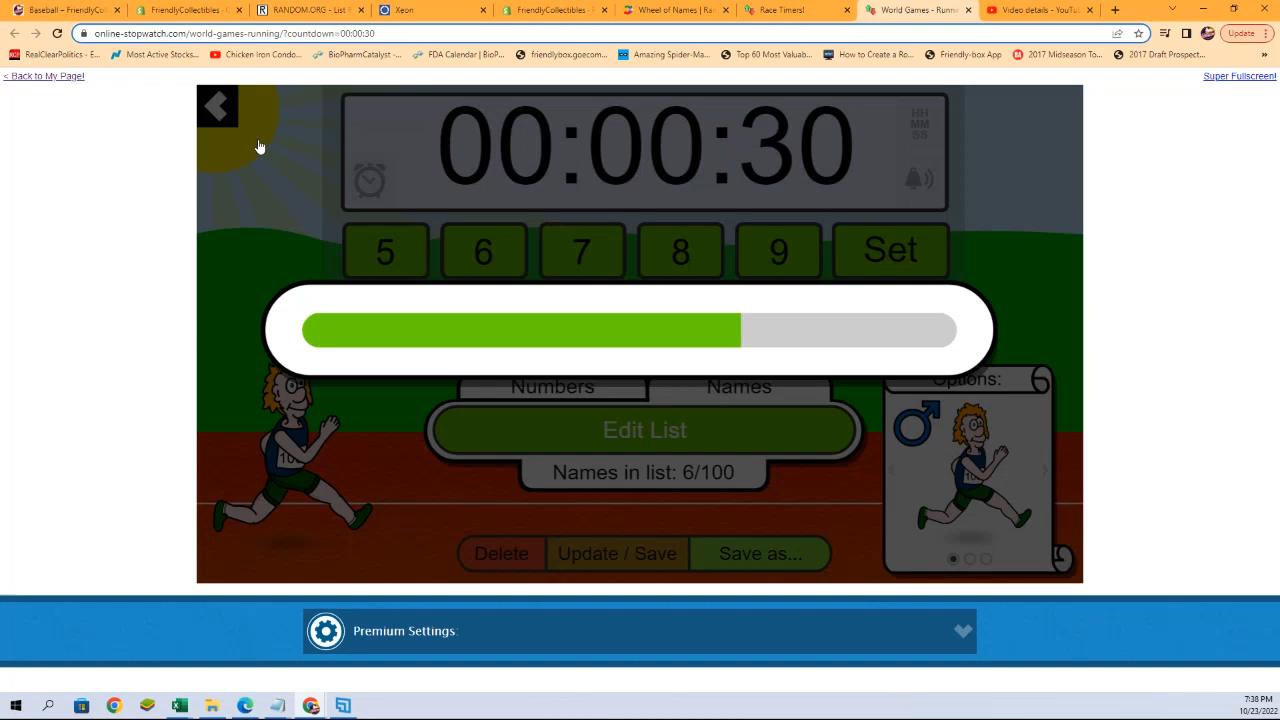 Baseball – FriendlyColl
FriendlyCollectibles - O
RANDOM.ORG - List R
Xeon
FriendlyCollectibles - R
Wheel of Names | Ran
Race Timers!
World Games - Runne
Video details - YouTub
online-stopwatch.com/world-games-running/?countdown=00:00:30
Update
RealClearPolitics - E...
Most Active Stocks...
Chicken Iron Condo...
BioPharmCatalyst -...
FDA Calendar | BioP...
friendlybox.goecom...
Amazing Spider-Ma...
Top 60 Most Valuab...
How to Create a Ro...
Friendly-box App
2017 Midseason To...
2017 Draft Prospect...
< Back to My Page!
Super Fullscreen!
00:00:30
HH
MM
SS
5 6 7 8 9 Set
Numbers Names
Options:
Edit List
Names in list: 6/100
Delete Update / Save Save as...
Premium Settings:
7:38 PM
10/23/2022